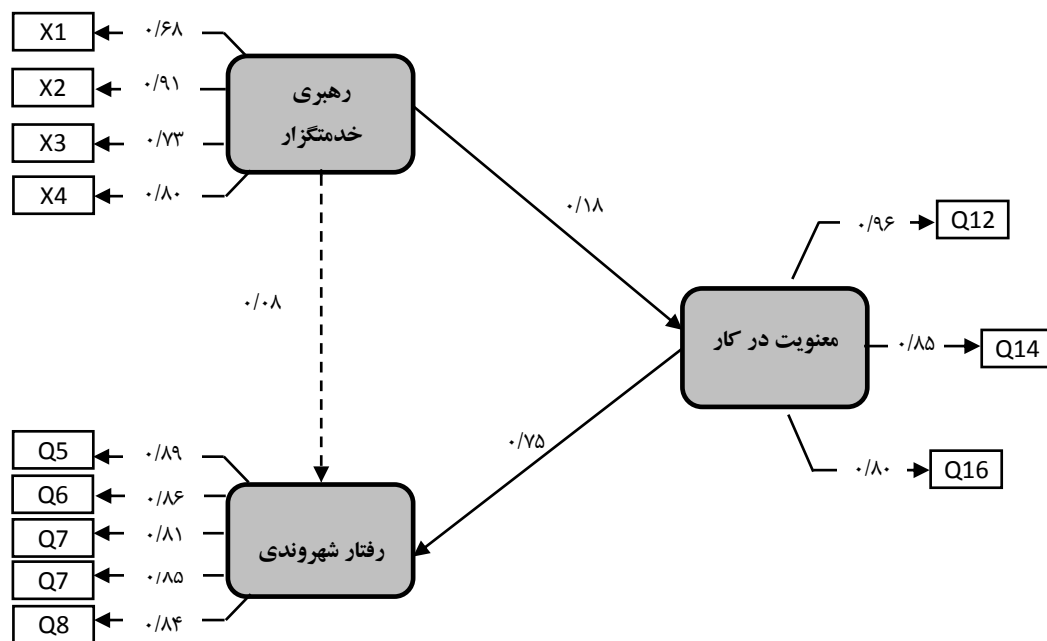 X1
۰/۶۸
X2
۰/۹۱
X3
۰/۷۳
X4
۰/۸۰
رهبری
خدمتگزار
۰/۱۸
۰/۹۶
Q12
۰/۰۸
معنویت در کار
۰/۸۵
Q14
۰/۷۵
۰/۸۰
Q16
Q5
۰/۸۹
Q6
۰/۸۶
Q7
۰/۸۱
Q7
۰/۸۵
Q8
۰/۸۴
رفتار شهروندی